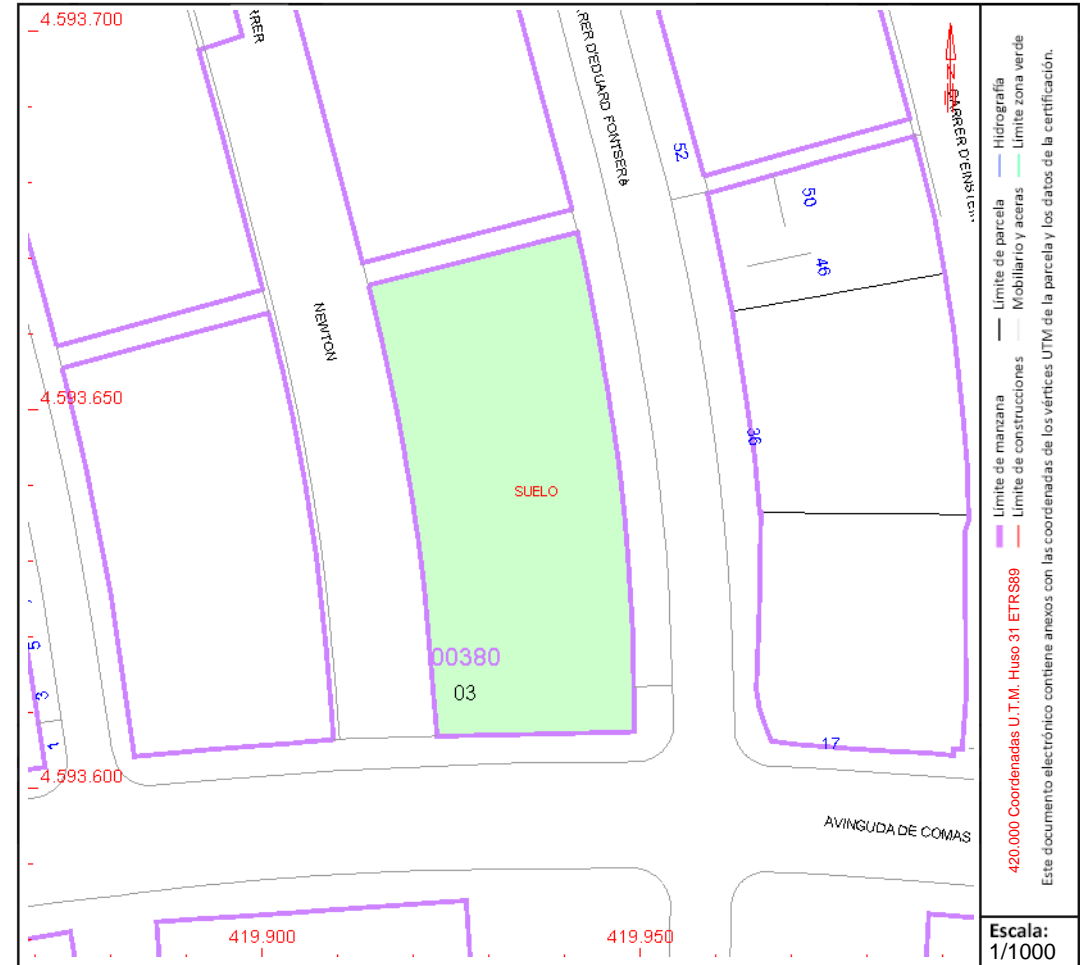 4.593.700
RRER
RER D'EDUARD FONTSERÈ
CARRER D'EINSTEIN
52
50
46
NEWTON
4.593.650
36
SUELO
5
3
1
00380
03
17
4.593.600
AVINGUDA DE COMAS
419.900
419.950
N
Límite de manzana
Límite de parcela
Hidrografía
Límite de construcciones
Mobiliario y aceras
Límite zona verde
420.000 Coordenadas U.T.M. Huso 31 ETRS89
Este documento electrónico contiene anexos con las coordenadas de los vértices UTM de la parcela y los datos de la certificación.
Escala:
1/1000